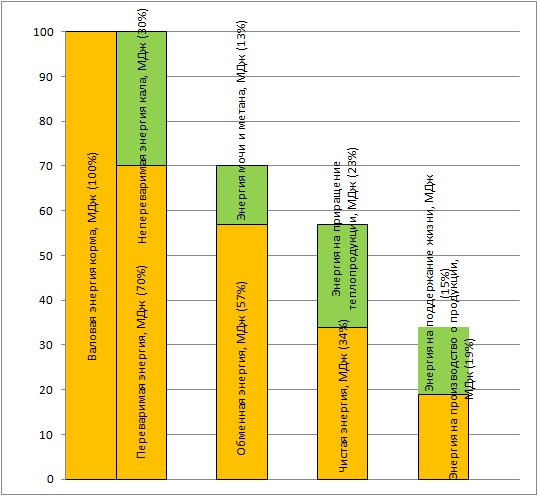 100
90
80
70
60
50
40
30
20
10
0
Валовая энергия корма, МДж (100%)
Непереваримая энергия кала, МДж (30%)
Переваримая энергия, МДж (70%)
Энергия мочи и метана, МДж (13%)
Обменная энергия, МДж (57%)
Энергия на приращение
теплопродукции, МДж (23%)
Чистая энергия, МДж (34%)
Энергия на поддержание жизни, МДж
(15%)
Энергия на производство о продукции,
МДж (19%)